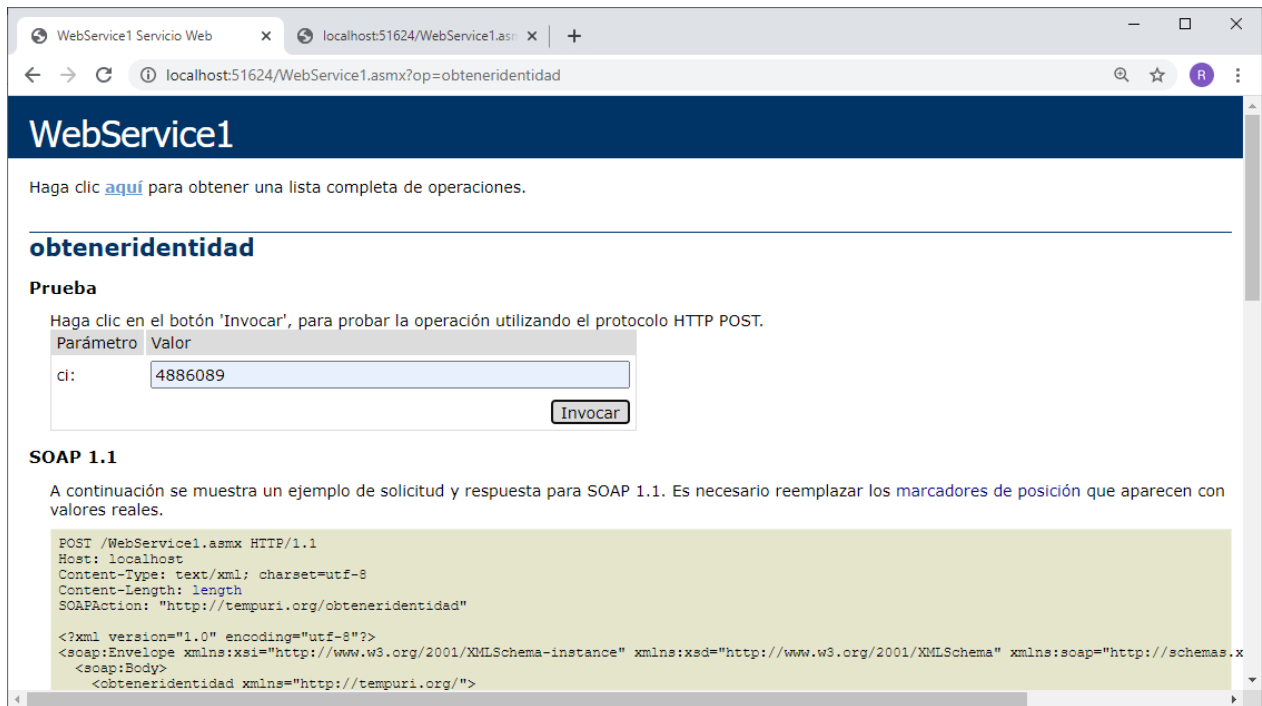 WebService1 Servicio Web
localhost:51624/WebService1.asm
localhost:51624/WebService1.asmx?op=obteneridentidad
R
WebService1
Haga clic aquí para obtener una lista completa de operaciones.
obteneridentidad
Prueba
Haga clic en el botón 'Invocar', para probar la operación utilizando el protocolo HTTP POST.
Parámetro Valor
ci: 4886089
Invocar
SOAP 1.1
A continuación se muestra un ejemplo de solicitud y respuesta para SOAP 1.1. Es necesario reemplazar los marcadores de posición que aparecen con
valores reales.
POST /WebService1.asmx HTTP/1.1
Host: localhost
Content-Type: text/xml; charset=utf-8
Content-Length: length
SOAPAction: "http://tempuri.org/obteneridentidad"
<?xml version="1.0" encoding="utf-8"?>
<soap:Envelope xmlns:xsi="http://www.w3.org/2001/XMLSchema-instance" xmlns:xsd="http://www.w3.org/2001/XMLSchema" xmlns:soap="http://schemas.x
<soap:Body>
<obteneridentidad xmlns="http://tempuri.org/">